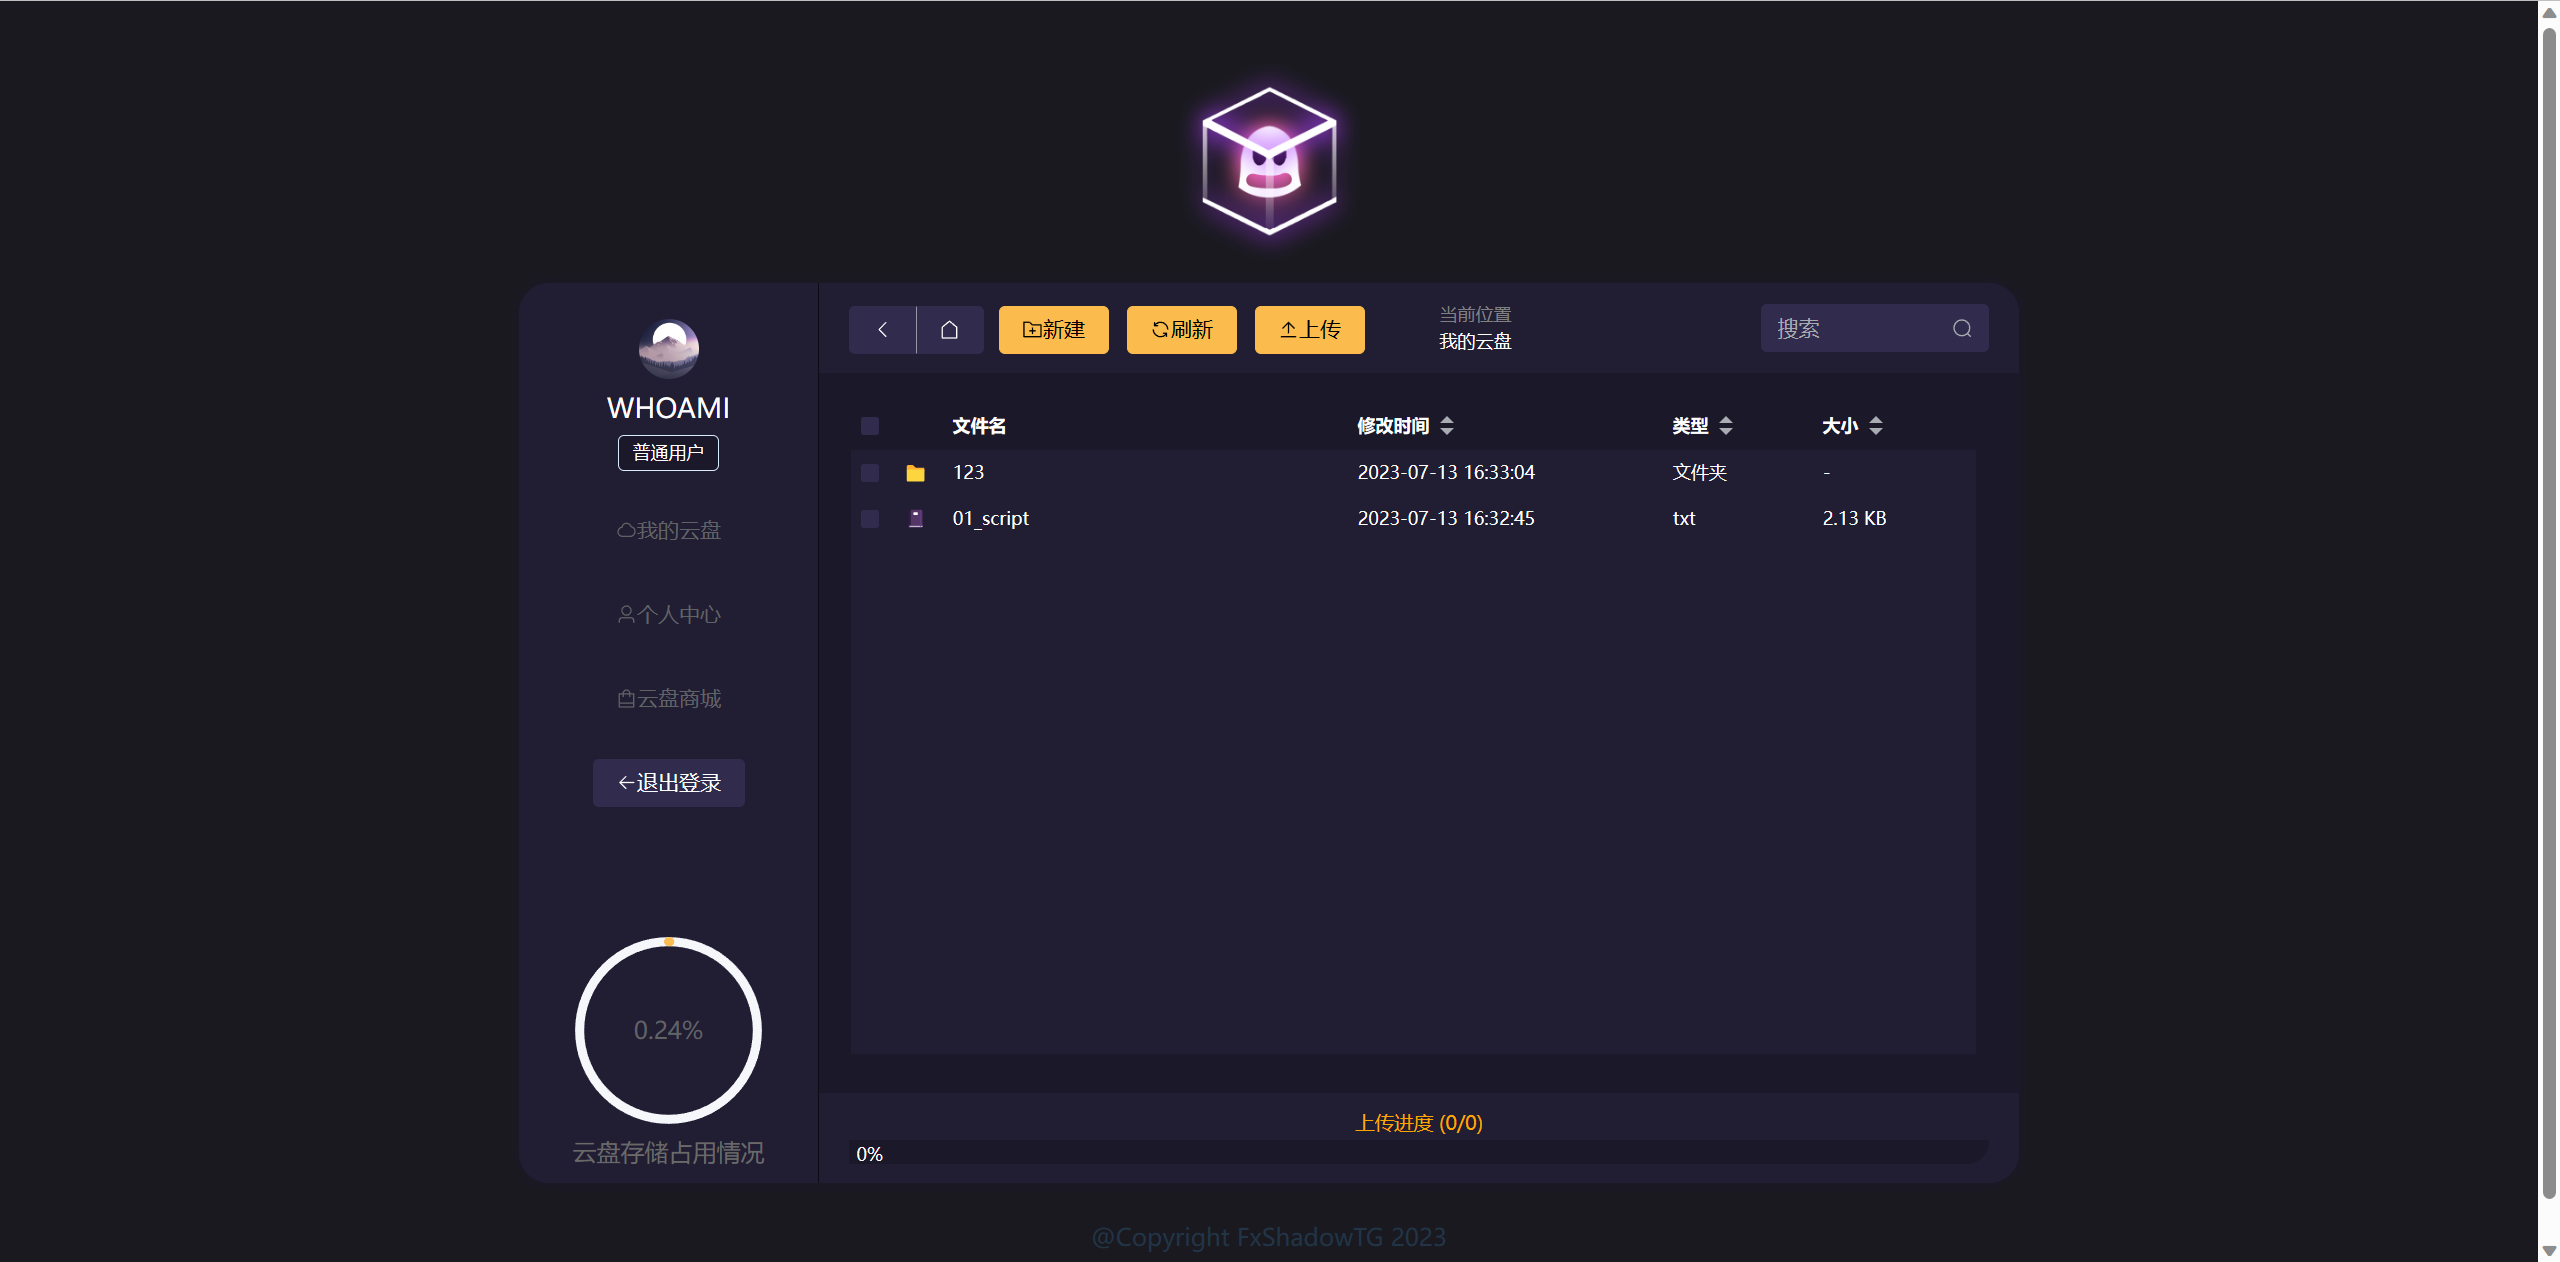 WHOAMI
普通用户
我的云盘
个人中心
云盘商城
退出登录
0.24%
云盘存储占用情况
新建
刷新
上传
当前位置
我的云盘
搜索
文件名 修改时间 类型 大小
123 2023-07-13 16:33:04 文件夹 -
01_script 2023-07-13 16:32:45 txt 2.13 KB
上传进度 (0/0)
0%
@Copyright FxShadowTG 2023